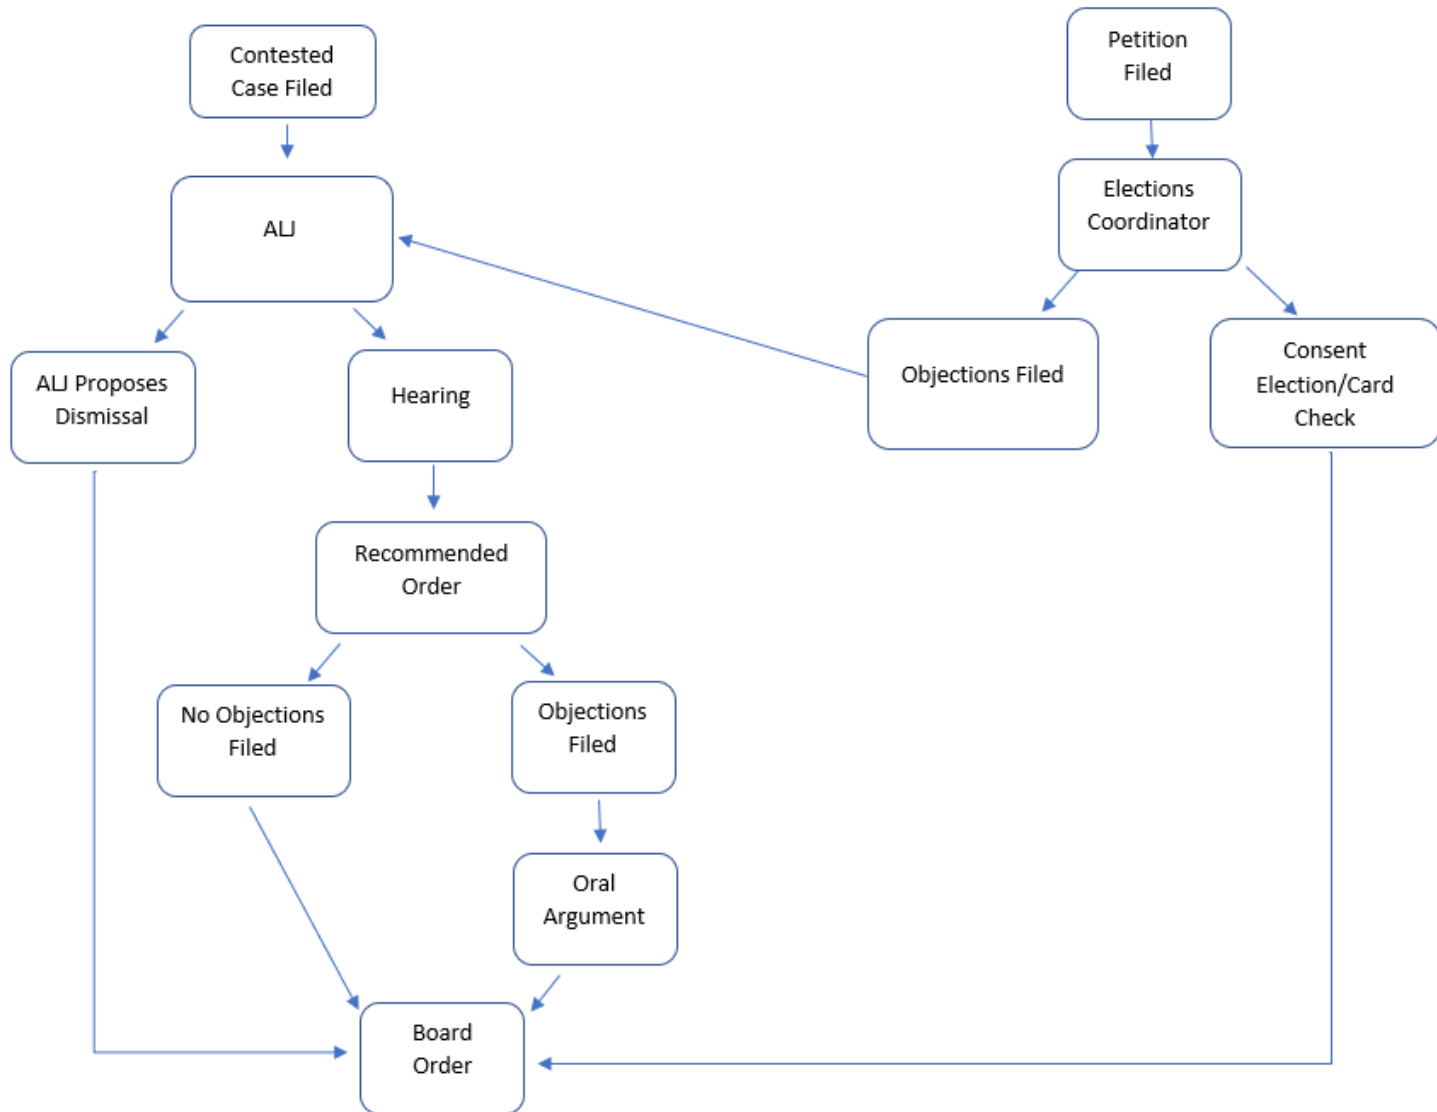 Contested
Case Filed
Petition
Filed
ALJ
Elections
Coordinator
ALJ Proposes
Dismissal
Hearing
Objections Filed
Consent
Election/Card
Check
Recommended
Order
No Objections
Filed
Objections
Filed
Oral
Argument
Board
Order